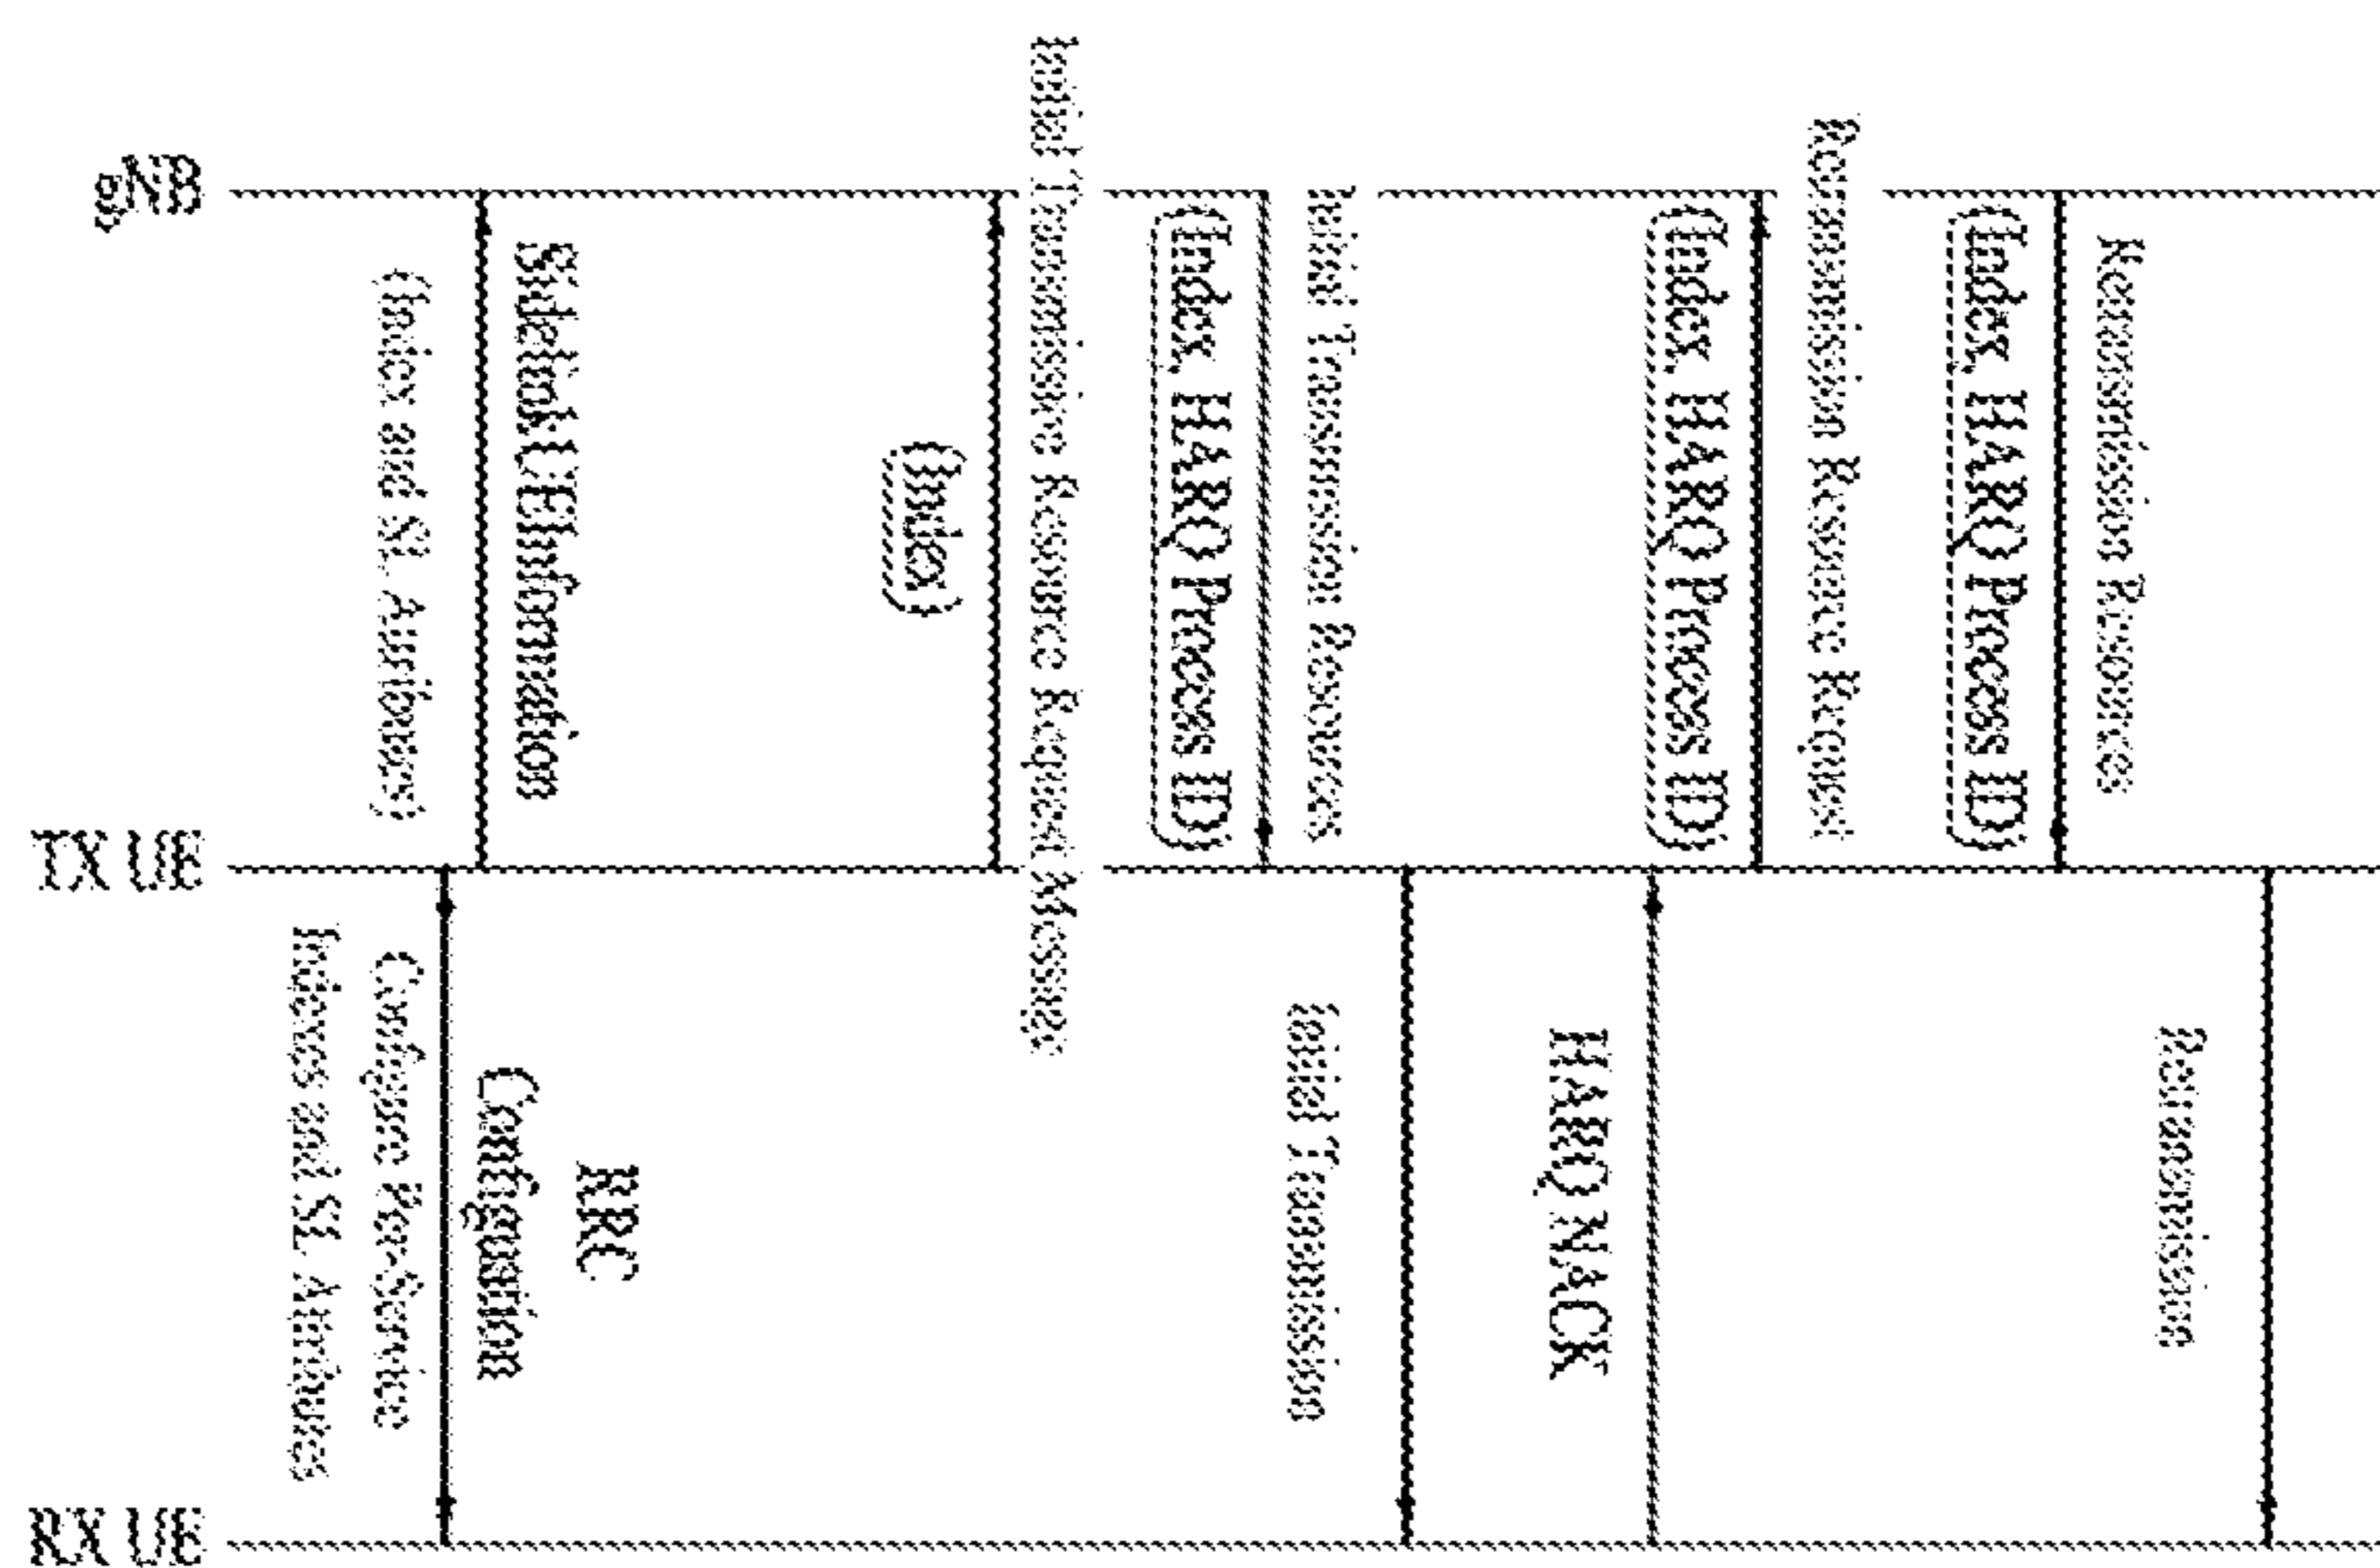 gNB
TX UE
RX UE
RRC
Configuration
Configure Per-Service
Indexes and SL Attributes
SidelinkUEInformation
(Index and SL Attributes)
Initial Transmission Resource Request Message
(Index)
Initial Transmission Resources
(Index, HARQ Process ID)
Initial Transmission
HARQ NACK
Retransmission Resource Request
(Index, HARQ Process ID)
Retransmission Resources
(Index, HARQ Process ID)
Retransmission